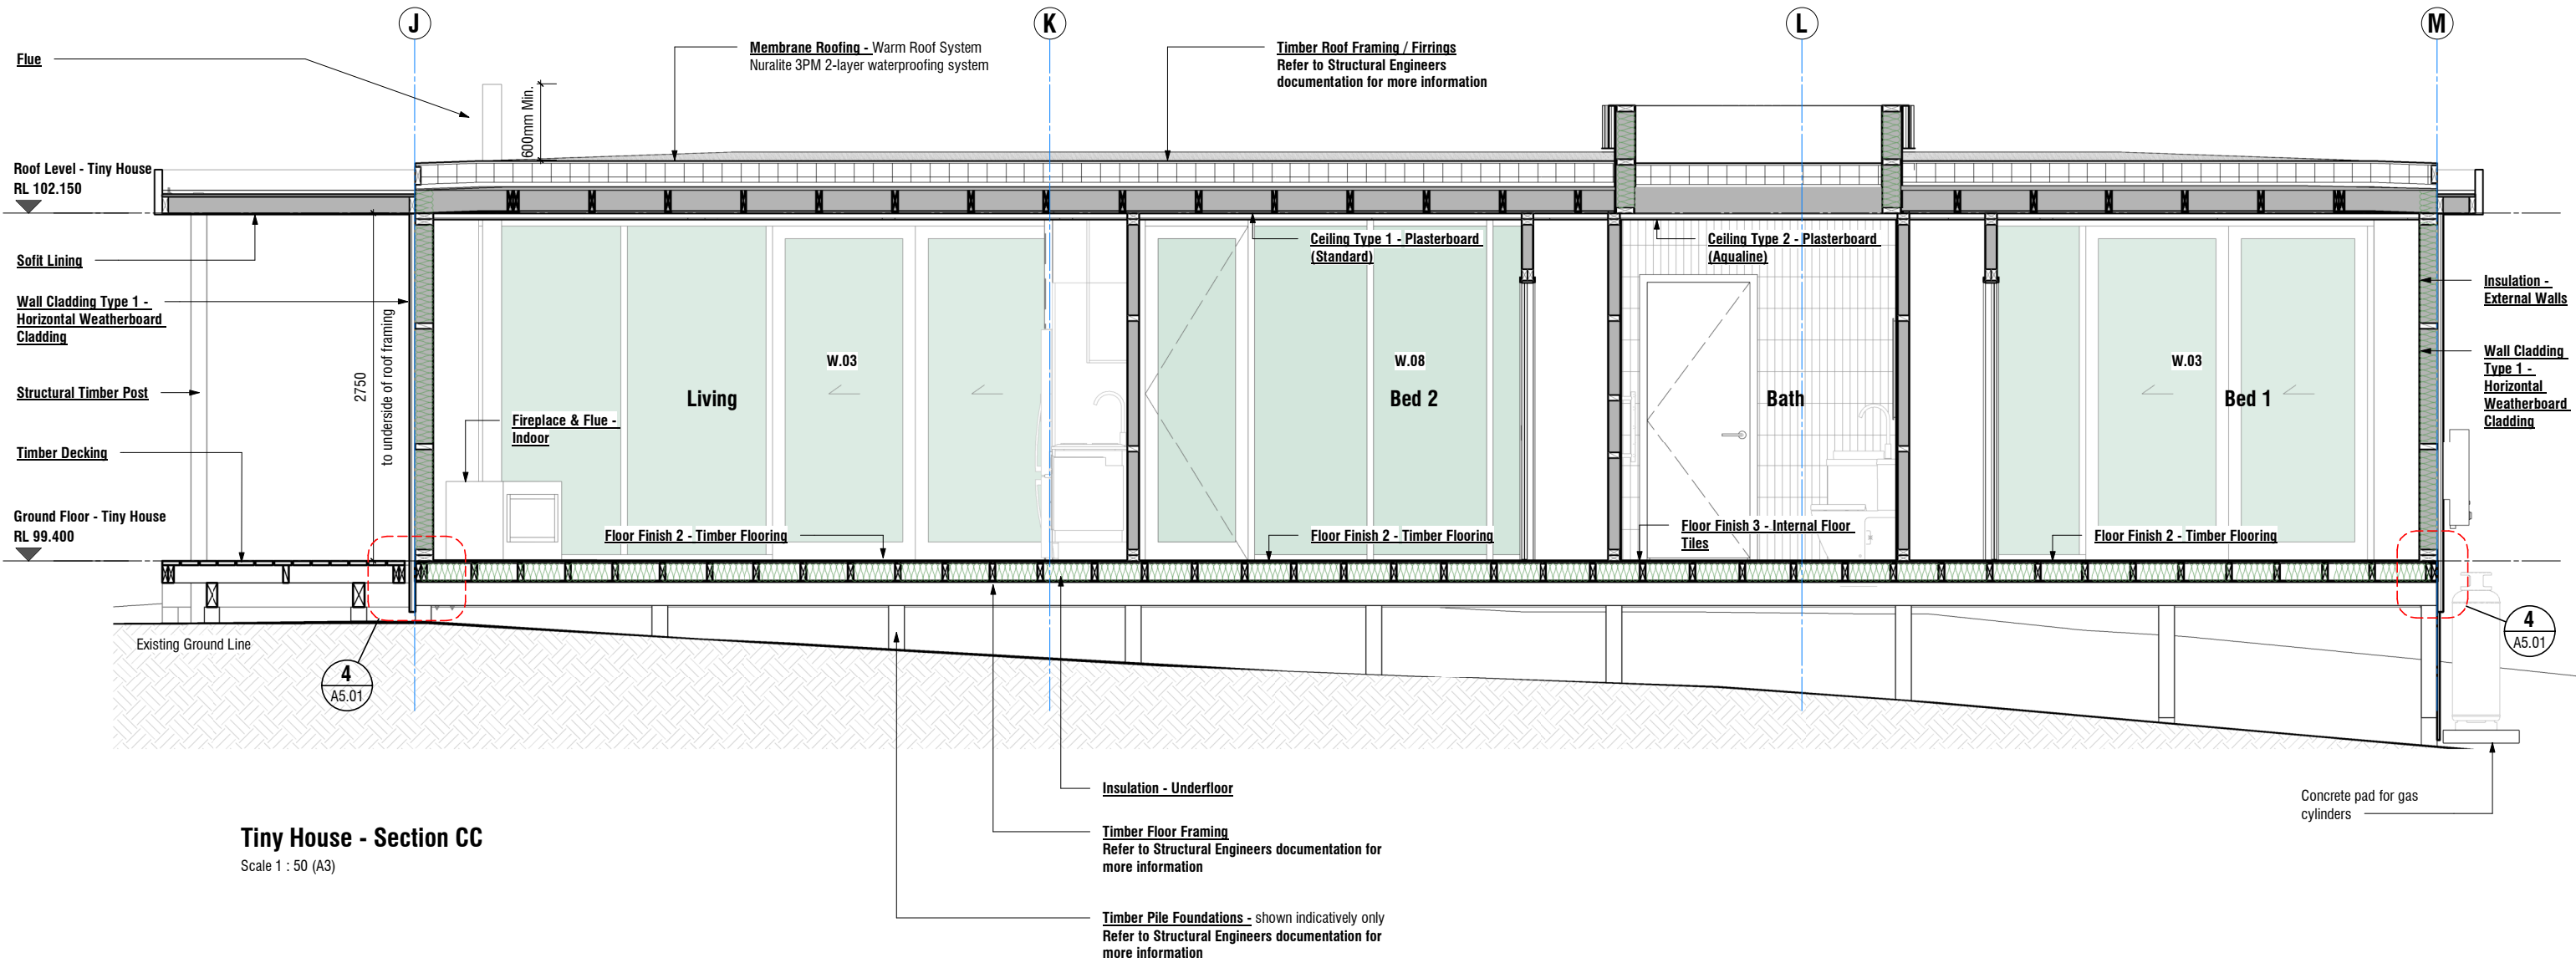 J
K
L
M
Flue
Membrane Roofing - Warm Roof System
Nuralite 3PM 2-layer waterproofing system
Timber Roof Framing / Firrings
Refer to Structural Engineers
documentation for more information
600mm Min.
Roof Level - Tiny House
RL 102.150
Sofit Lining
Wall Cladding Type 1 -
Horizontal Weatherboard
Cladding
2750
to underside of roof framing
Structural Timber Post
Timber Decking
Ground Floor - Tiny House
RL 99.400
Ceiling Type 1 - Plasterboard
(Standard)
Ceiling Type 2 - Plasterboard
(Aqualine)
Insulation -
External Walls
Wall Cladding
Type 1 -
Horizontal
Weatherboard
Cladding
W.03
W.08
W.03
Living
Bed 2
Bath
Bed 1
Fireplace & Flue -
Indoor
Floor Finish 2 - Timber Flooring
Floor Finish 2 - Timber Flooring
Floor Finish 3 - Internal Floor
Tiles
Floor Finish 2 - Timber Flooring
Existing Ground Line
4
A5.01
4
A5.01
Insulation - Underfloor
Timber Floor Framing
Refer to Structural Engineers documentation for
more information
Timber Pile Foundations - shown indicatively only
Refer to Structural Engineers documentation for
more information
Concrete pad for gas
cylinders
Tiny House - Section CC
Scale 1 : 50 (A3)